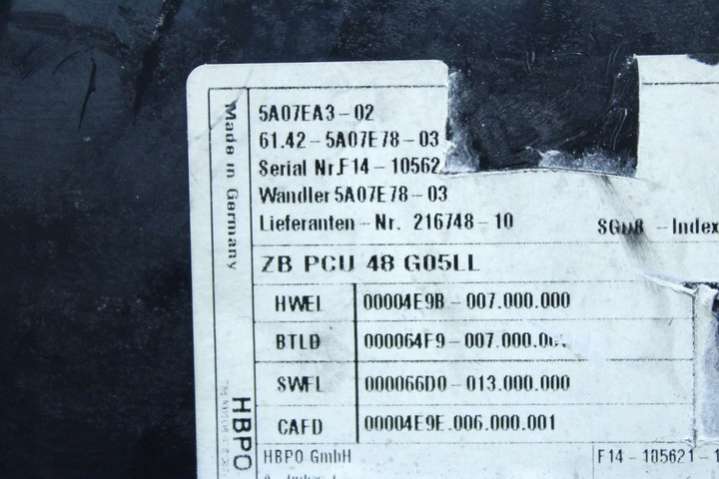 5A07EA3-02
61.42-5A07E78-03
Serial Nr.F14-10562
Wandler 5A07E78-03
Lieferanten-Nr. 216748-10
-Index
ZB PCU 48 G05LL
HWEL 00004E9B-007.000.000
BTLD 000064F9-007.000.00
SWFL 000066D0-013.000.000
CAFD 00004E9E.006.000.001
HBPO GmbH F14-105621-1
Made in Germany
HBPO